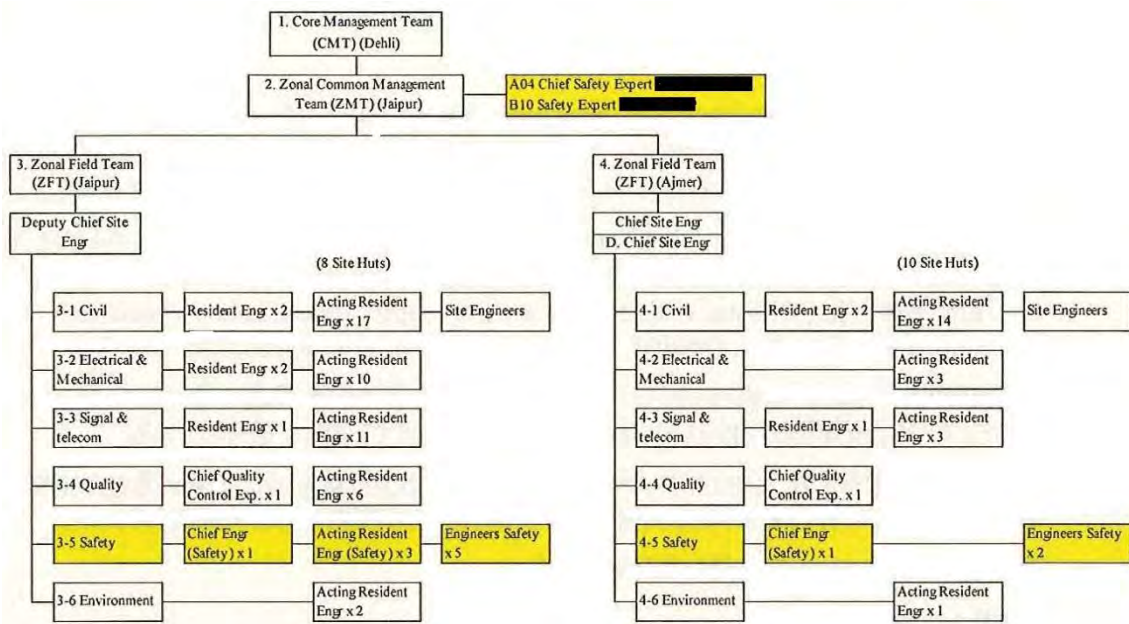 1. Core Management Team
(CMT) (Dehli)
2. Zonal Common Management
Team (ZMT) (Jaipur)
A04 Chief Safety Expert
B10 Safety Expert
3. Zonal Field Team
(ZFT) (Jaipur)
Deputy Chief Site
Engr
(8 Site Huts)
3-1 Civil
Resident Engr x 2
Acting Resident
Engr x 17
Site Engineers
3-2 Electrical &
Mechanical
Resident Engr x 2
Acting Resident
Engr x 10
3-3 Signal &
telecom
Resident Engr x 1
Acting Resident
Engr x 11
3-4 Quality
Chief Quality
Control Exp. x 1
Acting Resident
Engr x 6
3-5 Safety
Chief Engr
(Safety) x 1
Acting Resident
Engr (Safety) x 3
Engineers Safety
x 5
3-6 Environment
Acting Resident
Engr x 2
4. Zonal Field Team
(ZFT) (Ajmer)
Chief Site Engr
D. Chief Site Engr
(10 Site Huts)
4-1 Civil
Resident Engr x 2
Acting Resident
Engr x 14
Site Engineers
4-2 Electrical &
Mechanical
Acting Resident
Engr x 3
4-3 Signal &
telecom
Resident Engr x 1
Acting Resident
Engr x 3
4-4 Quality
Chief Quality
Control Exp. x 1
4-5 Safety
Chief Engr
(Safety) x 1
Engineers Safety
x 2
4-6 Environment
Acting Resident
Engr x 1